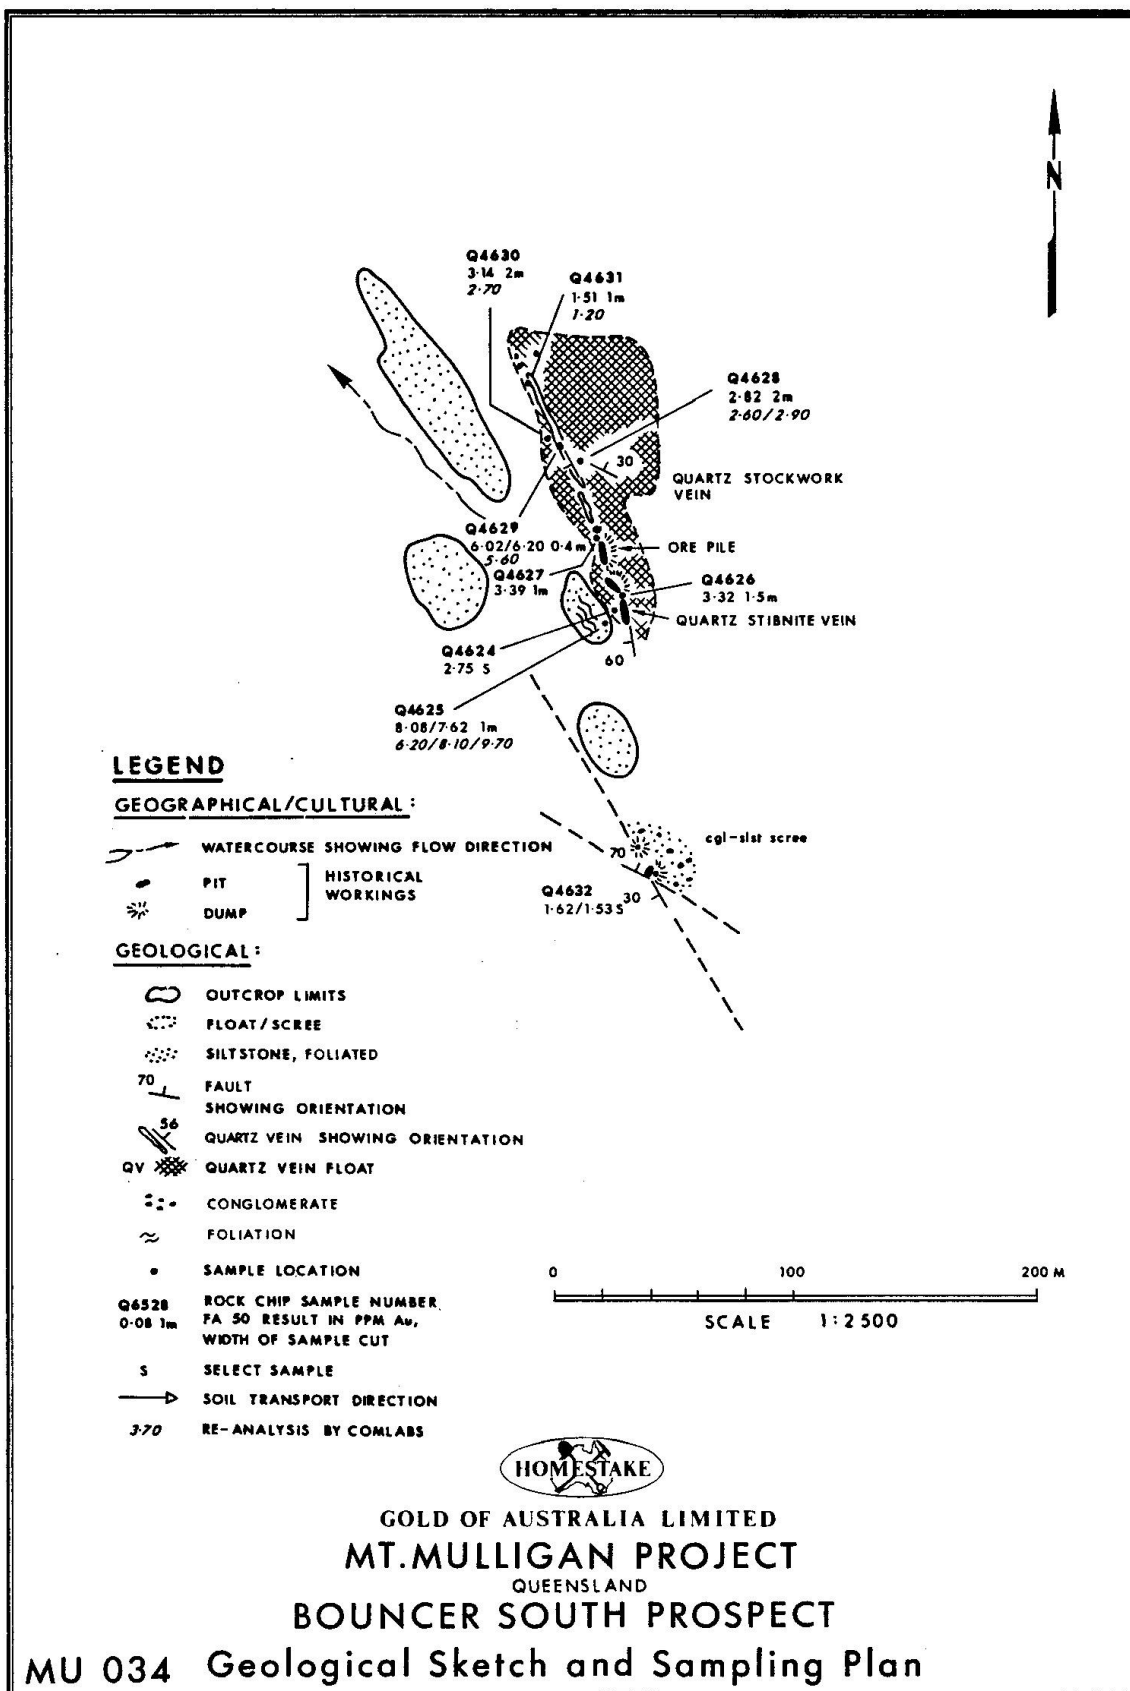 N
Q4630
3·14 2m
2·70
Q4631
1·51 1m
1·20
Q4628
2·82 2m
2·60/2·90
30
QUARTZ STOCKWORK
VEIN
Q4629
6·02/6·20 0·4m
5·60
ORE PILE
Q4627
3·39 1m
Q4626
3·32 1·5m
QUARTZ STIBNITE VEIN
Q4624
2·75 S
60
Q4625
8·08/7·62 1m
6·20/8·10/9·70
cgl-slst scree
70
Q4632
1·62/1·53 S
30
LEGEND
GEOGRAPHICAL/CULTURAL:
WATERCOURSE SHOWING FLOW DIRECTION
PIT
DUMP
HISTORICAL
WORKINGS
GEOLOGICAL:
OUTCROP LIMITS
FLOAT/SCREE
SILTSTONE, FOLIATED
70
FAULT
SHOWING ORIENTATION
56
QUARTZ VEIN SHOWING ORIENTATION
QV QUARTZ VEIN FLOAT
CONGLOMERATE
FOLIATION
SAMPLE LOCATION
Q6528
0·08 1m
ROCK CHIP SAMPLE NUMBER,
FA 50 RESULT IN PPM Au,
WIDTH OF SAMPLE CUT
S SELECT SAMPLE
SOIL TRANSPORT DIRECTION
3·70 RE-ANALYSIS BY COMLABS
0 100 200 M
SCALE 1:2500
HOMESTAKE
GOLD OF AUSTRALIA LIMITED
MT.MULLIGAN PROJECT
QUEENSLAND
BOUNCER SOUTH PROSPECT
MU 034 Geological Sketch and Sampling Plan